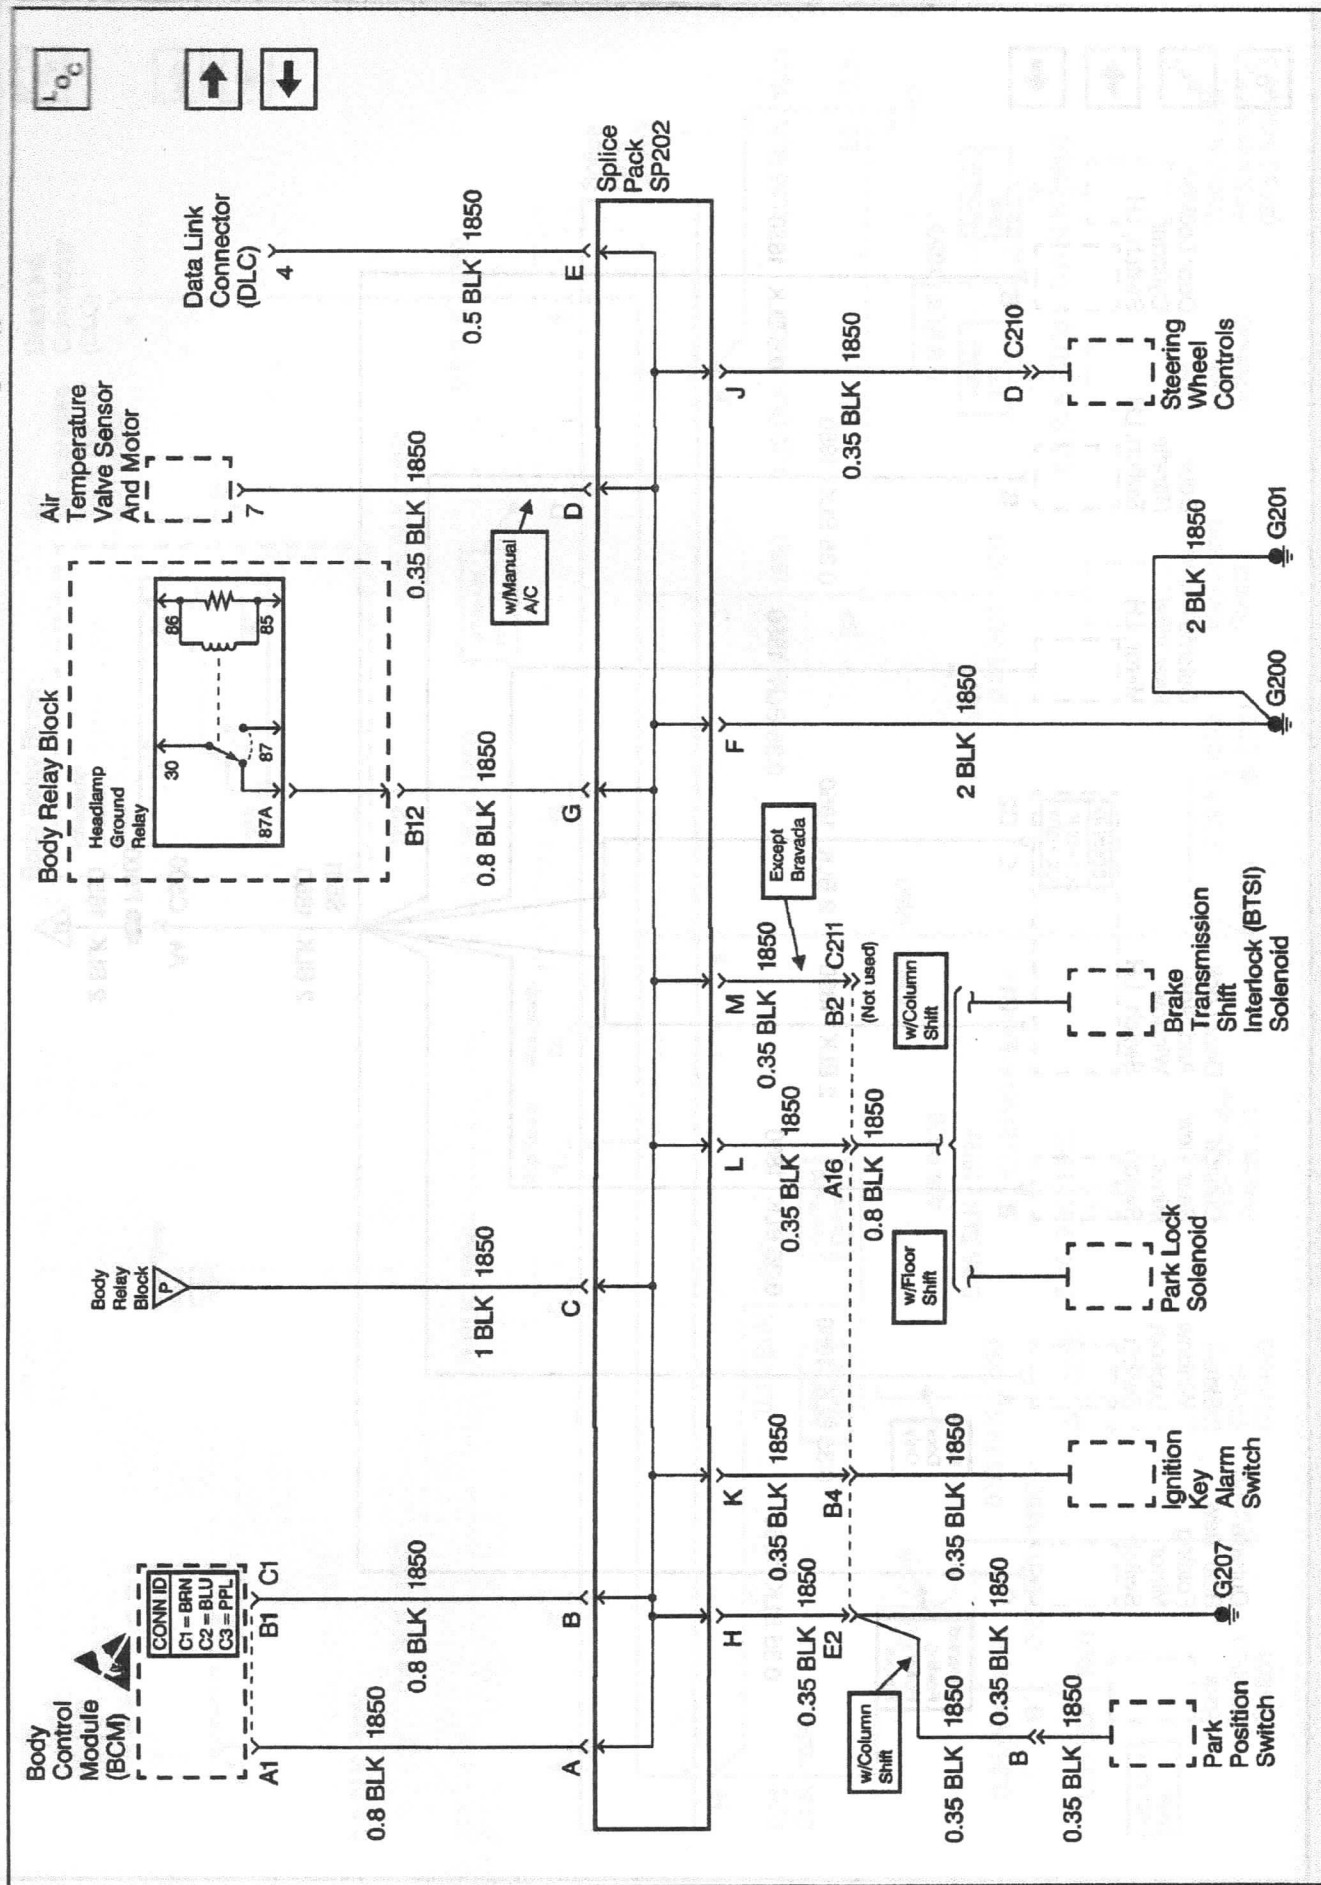 LOC
Body
Control
Module
(BCM)
CONN ID
C1 = BRN
C2 = BLU
C3 = PPL
A1
B1
C1
0.8 BLK
1850
0.8 BLK
1850
A
B
Body
Relay
Block
P
1 BLK
1850
C
Body Relay Block
Headlamp
Ground
Relay
30
86
87A
87
85
B12
0.8 BLK
1850
G
Air
Temperature
Valve Sensor
And Motor
7
0.35 BLK
1850
w/Manual
A/C
D
Data Link
Connector
(DLC)
4
0.5 BLK
1850
E
Splice
Pack
SP202
H
0.35 BLK
1850
E2
w/Column
Shift
0.35 BLK
1850
B
0.35 BLK
1850
Park
Position
Switch
0.35 BLK
1850
G207
K
0.35 BLK
1850
B4
0.35 BLK
1850
Ignition
Key
Alarm
Switch
L
0.35 BLK
1850
A16
0.8 BLK
1850
w/Floor
Shift
Park Lock
Solenoid
M
0.35 BLK
1850
Except
Bravada
B2
C211
(Not used)
w/Column
Shift
Brake
Transmission
Shift
Interlock (BTSI)
Solenoid
F
2 BLK
1850
G200
2 BLK
1850
G201
J
0.35 BLK
1850
D
C210
Steering
Wheel
Controls